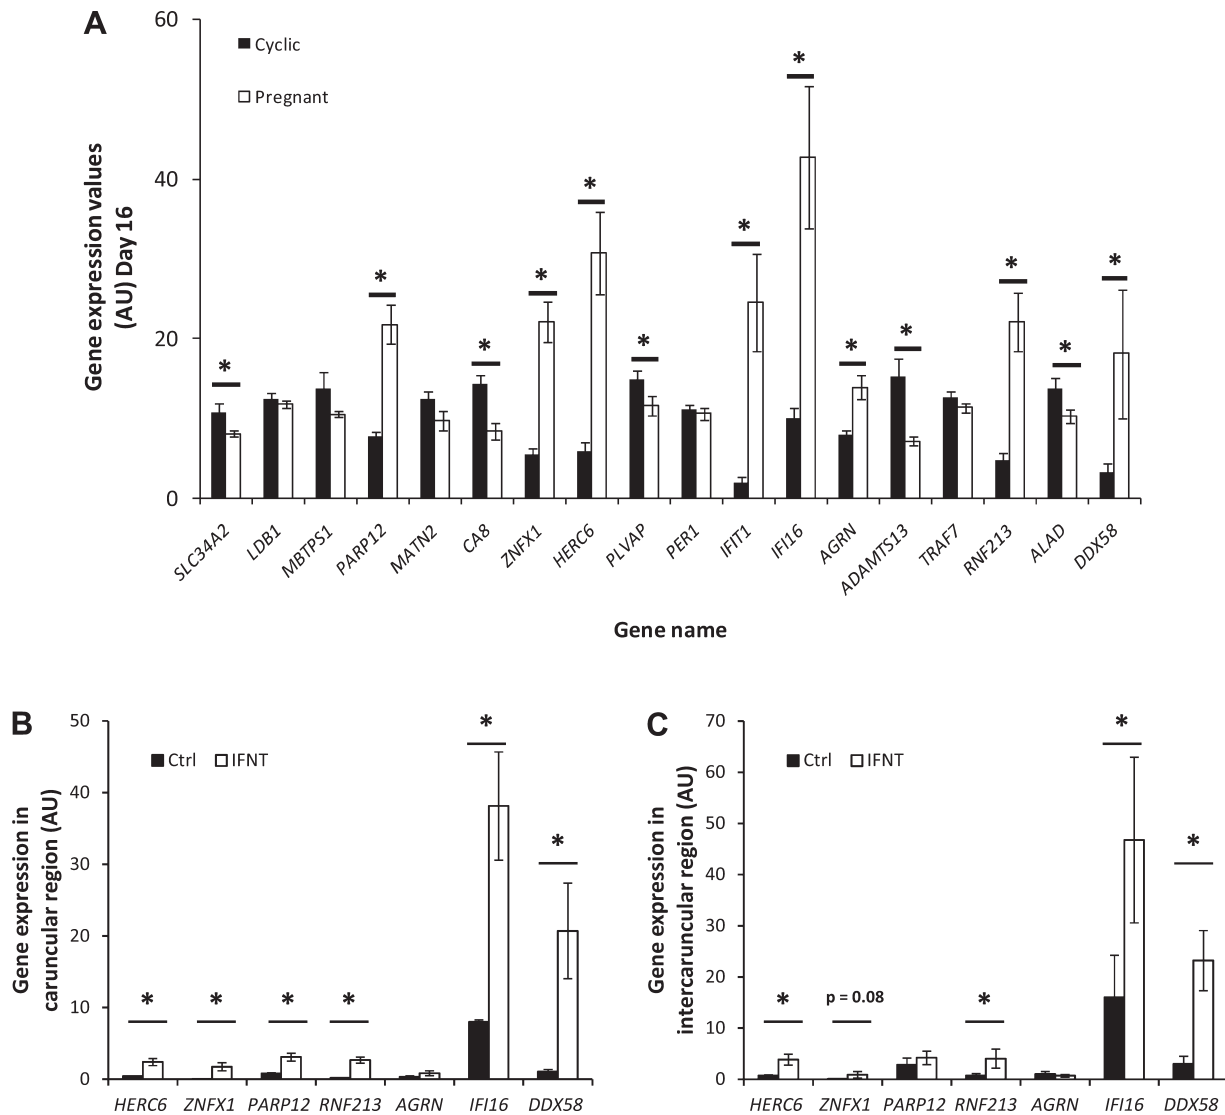 A
60
40
20
0
Gene expression values
(AU) Day 16
Cyclic
Pregnant
* * * * * * * * * * * * *
SLC34A2 LDB1 MBTPS1 PARP12 MATN2 CA8 ZNFX1 HERC6 PLVAP PER1 IFIT1 IFI16 AGRN ADAMTS13 TRAF7 RNF213 ALAD DDX58
Gene name
B
50
40
30
20
10
0
Gene expression in
caruncular region (AU)
Ctrl IFNT
* * * * * *
HERC6 ZNFX1 PARP12 RNF213 AGRN IFI16 DDX58
C
70
60
50
40
30
20
10
0
Gene expression in
intercaruncular region (AU)
Ctrl IFNT
* p = 0.08 * * *
HERC6 ZNFX1 PARP12 RNF213 AGRN IFI16 DDX58